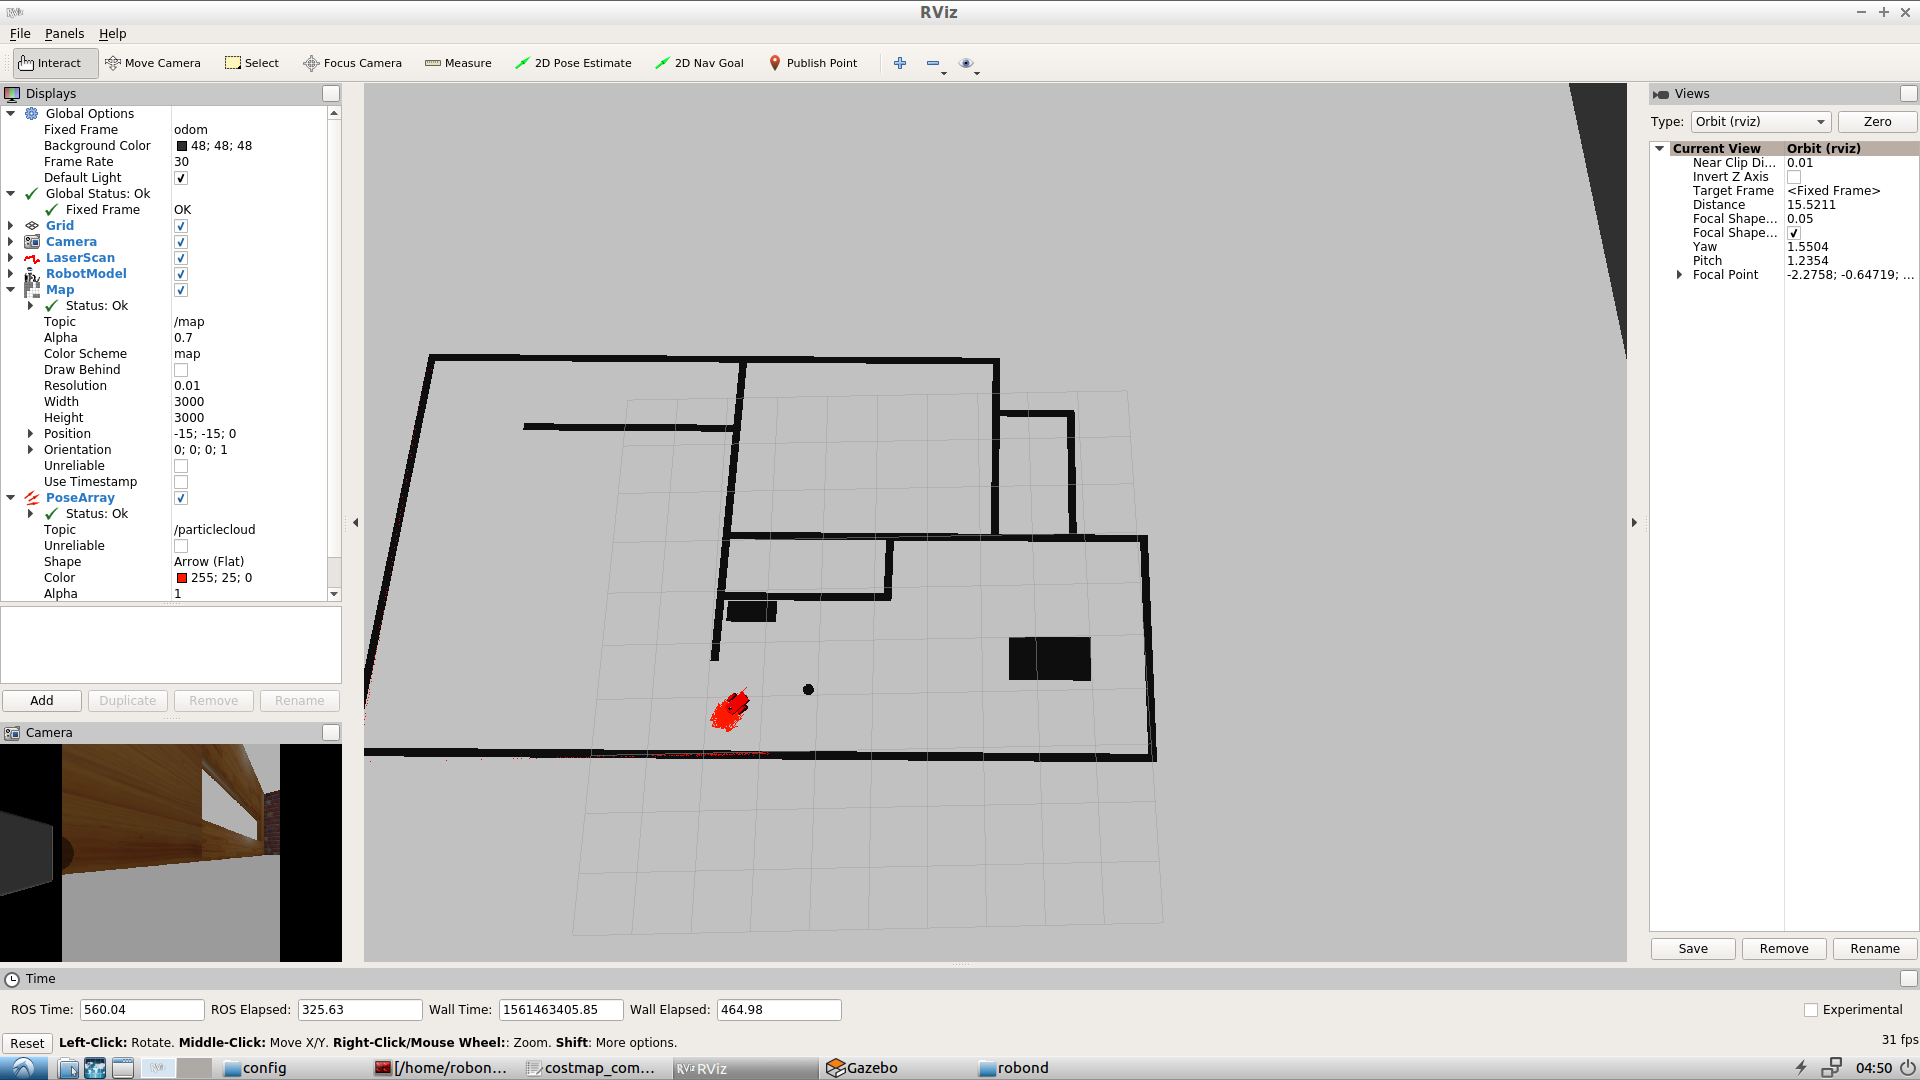 RViz
RViz
File Panels Help
Interact Move Camera Select Focus Camera Measure 2D Pose Estimate 2D Nav Goal Publish Point
Displays
Global Options
Fixed Frame odom
Background Color 48; 48; 48
Frame Rate 30
Default Light
Global Status: Ok
Fixed Frame OK
Grid
Camera
LaserScan
RobotModel
Map
Status: Ok
Topic /map
Alpha 0.7
Color Scheme map
Draw Behind
Resolution 0.01
Width 3000
Height 3000
Position -15; -15; 0
Orientation 0; 0; 0; 1
Unreliable
Use Timestamp
PoseArray
Status: Ok
Topic /particlecloud
Unreliable
Shape Arrow (Flat)
Color 255; 25; 0
Alpha 1
Add Duplicate Remove Rename
Camera
Views
Type: Orbit (rviz) Zero
Current View Orbit (rviz)
Near Clip Di... 0.01
Invert Z Axis
Target Frame <Fixed Frame>
Distance 15.5211
Focal Shape... 0.05
Focal Shape...
Yaw 1.5504
Pitch 1.2354
Focal Point -2.2758; -0.64719; ...
Save Remove Rename
Time
ROS Time: 560.04 ROS Elapsed: 325.63 Wall Time: 1561463405.85 Wall Elapsed: 464.98 Experimental
Reset Left-Click: Rotate. Middle-Click: Move X/Y. Right-Click/Mouse Wheel:: Zoom. Shift: More options. 31 fps
RViz config [/home/robon... costmap_com... RViz RViz Gazebo robond 04:50